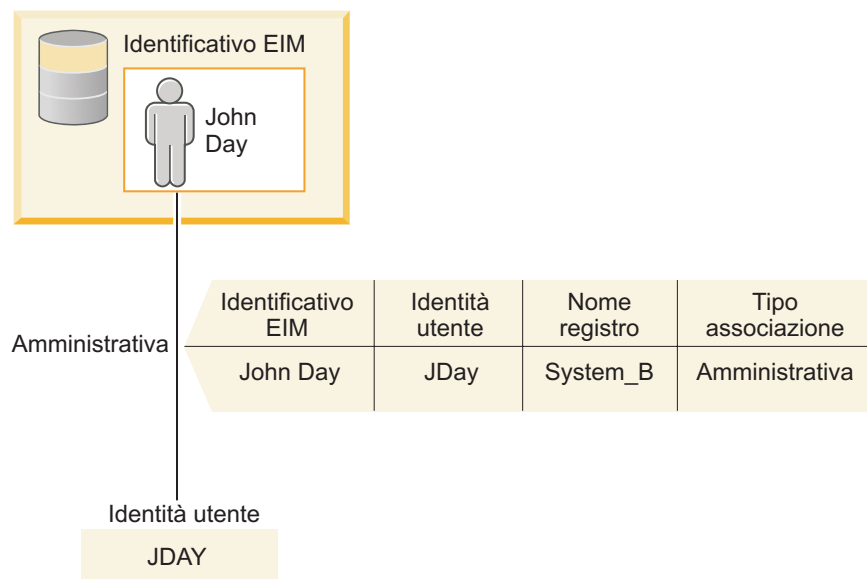 Identificativo EIM
John
Day
Amministrativa
Identificativo
EIM
Identità
utente
Nome
registro
Tipo
associazione
John Day
JDay
System_B
Amministrativa
Identità utente
JDAY